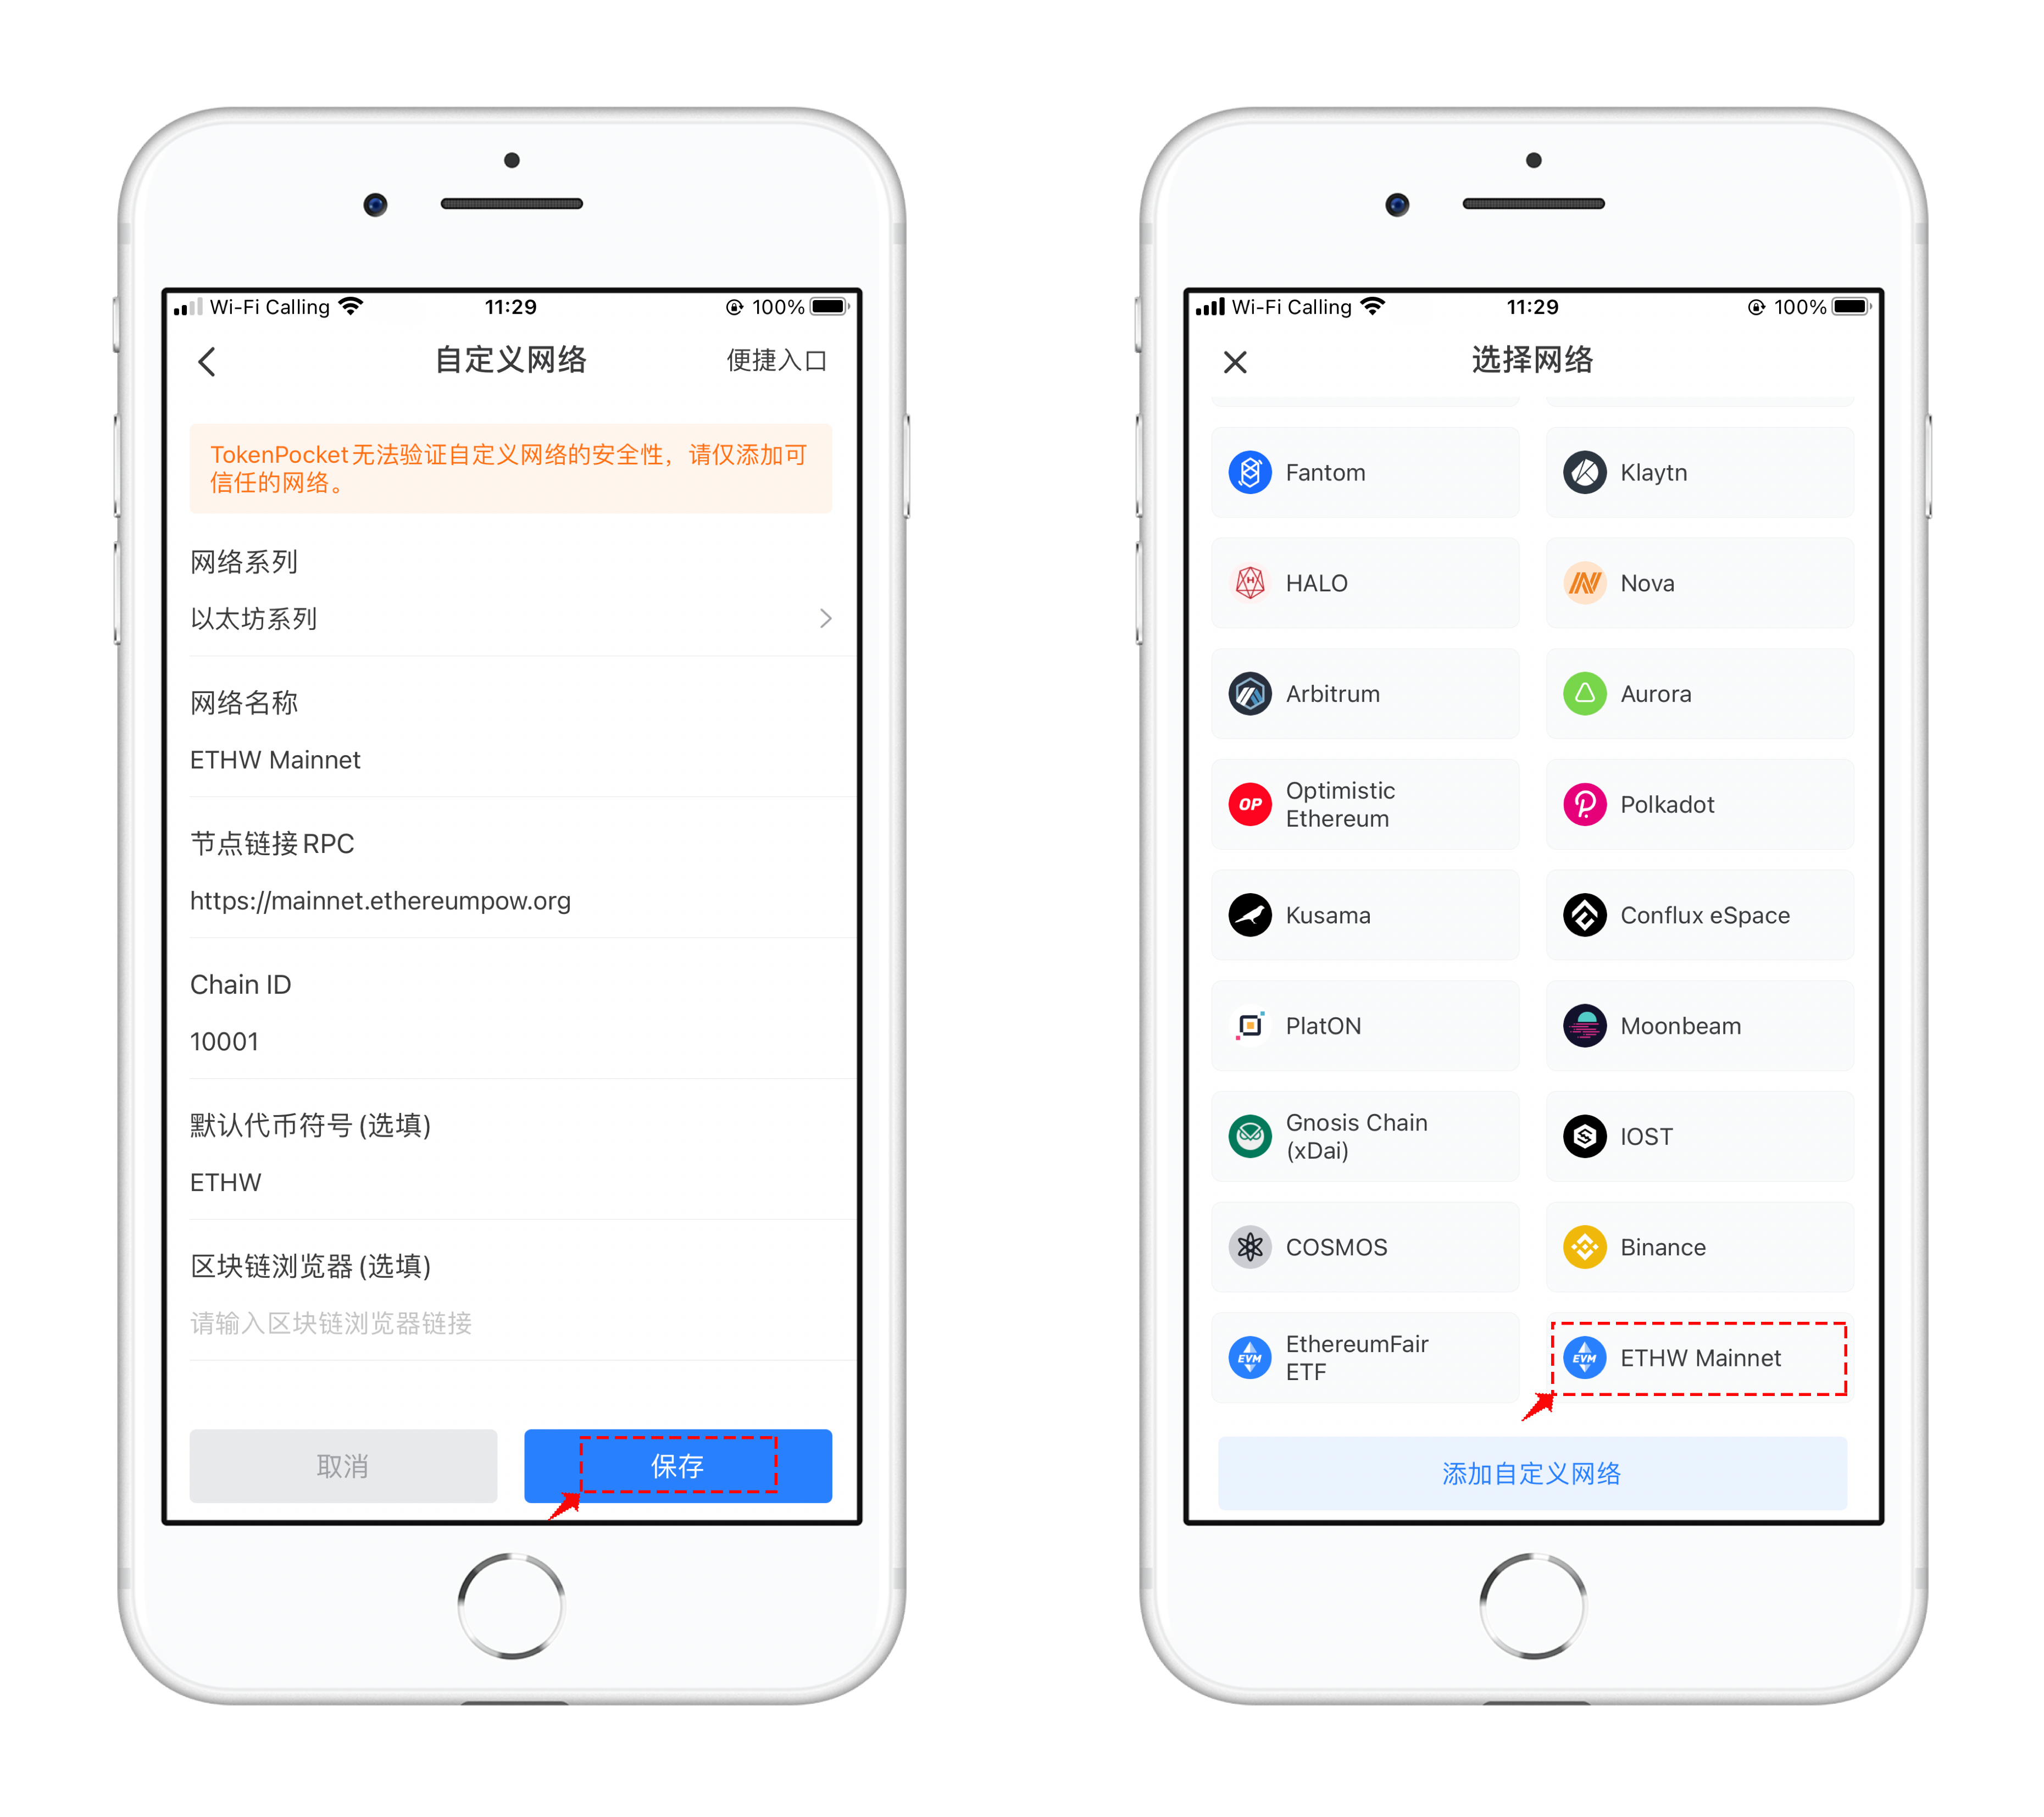 Wi-Fi Calling 11:29 100%
自定义网络 便捷入口
TokenPocket无法验证自定义网络的安全性，请仅添加可
信任的网络。
网络系列
以太坊系列
网络名称
ETHW Mainnet
节点链接RPC
https://mainnet.ethereumpow.org
Chain ID
10001
默认代币符号(选填)
ETHW
区块链浏览器(选填)
请输入区块链浏览器链接
取消 保存
Wi-Fi Calling 11:29 100%
选择网络
Fantom Klaytn
HALO Nova
Arbitrum Aurora
OP Optimistic
Ethereum
Polkadot
Kusama Conflux eSpace
PlatON Moonbeam
Gnosis Chain
(xDai)
IOST
COSMOS Binance
EVM EthereumFair
ETF
EVM ETHW Mainnet
添加自定义网络